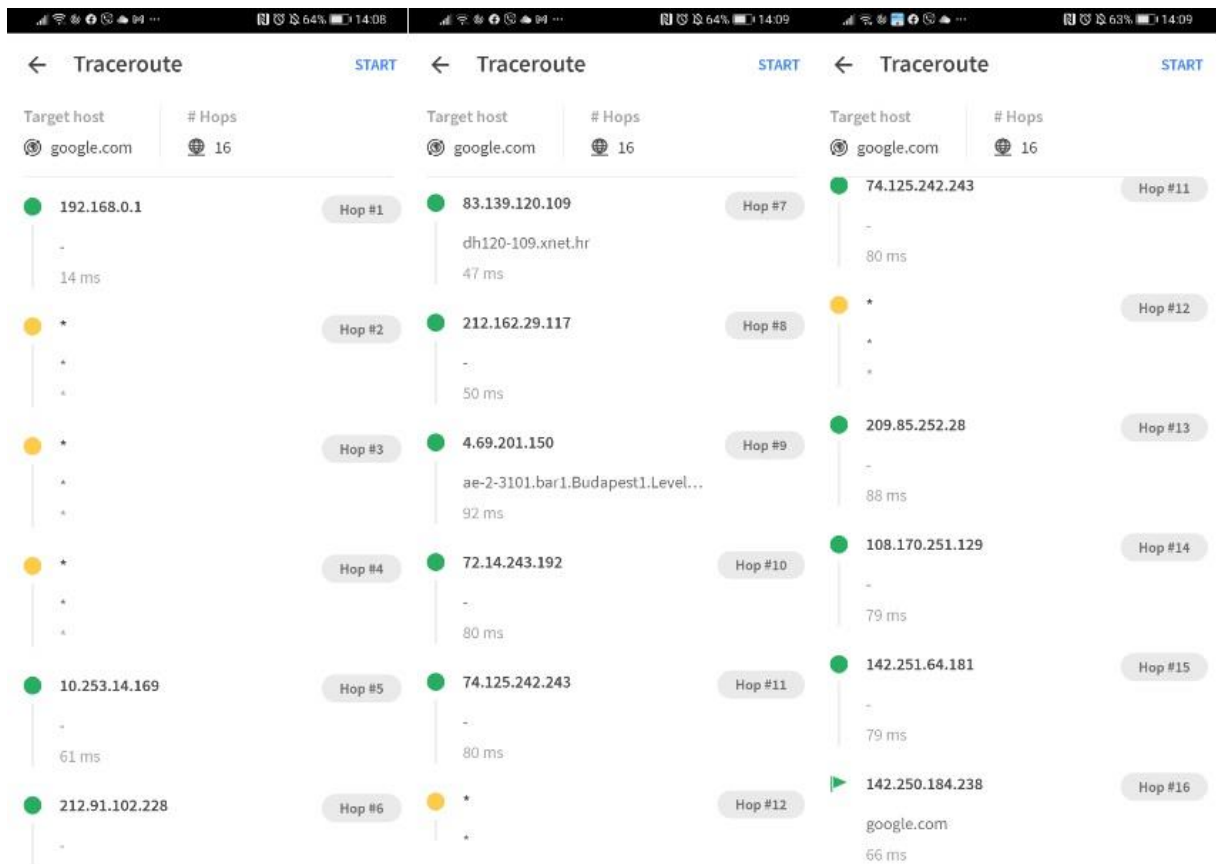 64% 14:08
Traceroute START
Target host # Hops
google.com 16
192.168.0.1 Hop #1
-
14 ms
* Hop #2
*
*
* Hop #3
*
*
* Hop #4
*
*
10.253.14.169 Hop #5
-
61 ms
212.91.102.228 Hop #6
-
64% 14:09
Traceroute START
Target host # Hops
google.com 16
83.139.120.109 Hop #7
dh120-109.xnet.hr
47 ms
212.162.29.117 Hop #8
-
50 ms
4.69.201.150 Hop #9
ae-2-3101.bar1.Budapest1.Level...
92 ms
72.14.243.192 Hop #10
-
80 ms
74.125.242.243 Hop #11
-
80 ms
* Hop #12
*
63% 14:09
Traceroute START
Target host # Hops
google.com 16
74.125.242.243 Hop #11
-
80 ms
* Hop #12
*
*
209.85.252.28 Hop #13
-
88 ms
108.170.251.129 Hop #14
-
79 ms
142.251.64.181 Hop #15
-
79 ms
142.250.184.238 Hop #16
google.com
66 ms